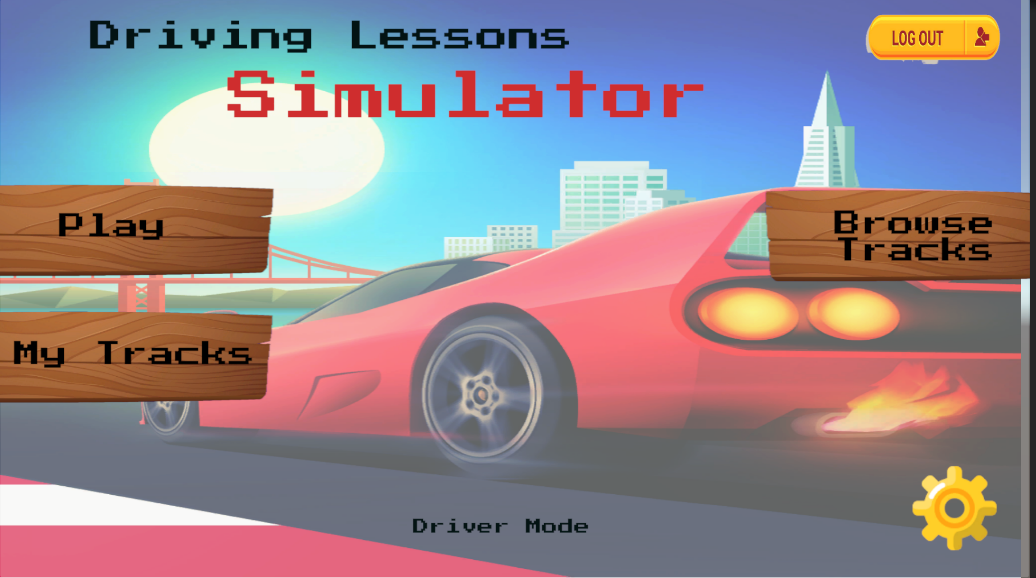 Driving Lessons
Simulator
LOG OUT
Play
Browse
Tracks
My Tracks
Driver Mode